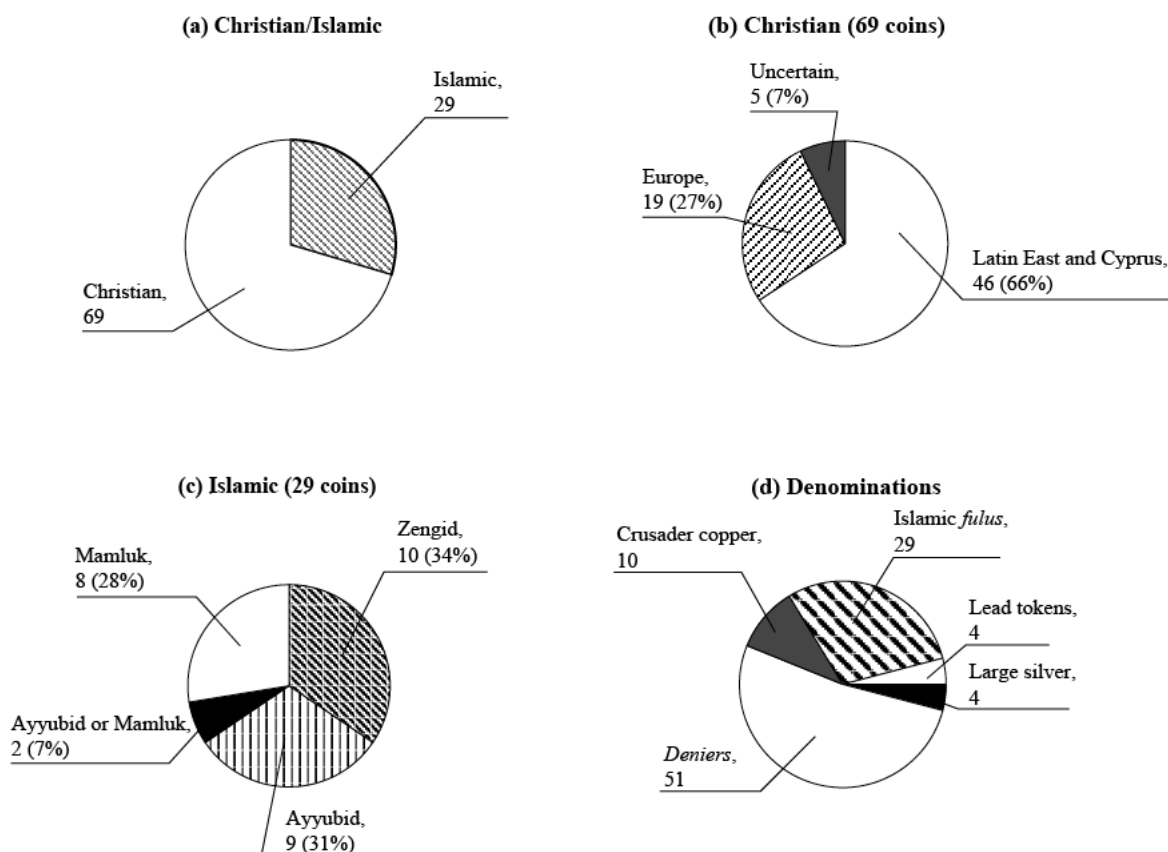 (a) Christian/Islamic
Islamic,
29
Christian,
69
(b) Christian (69 coins)
Uncertain,
5 (7%)
Europe,
19 (27%)
Latin East and Cyprus,
46 (66%)
(c) Islamic (29 coins)
Zengid,
10 (34%)
Mamluk,
8 (28%)
Ayyubid or Mamluk,
2 (7%)
Ayyubid,
9 (31%)
(d) Denominations
Islamic fulus,
29
Crusader copper,
10
Lead tokens,
4
Large silver,
4
Deniers,
51